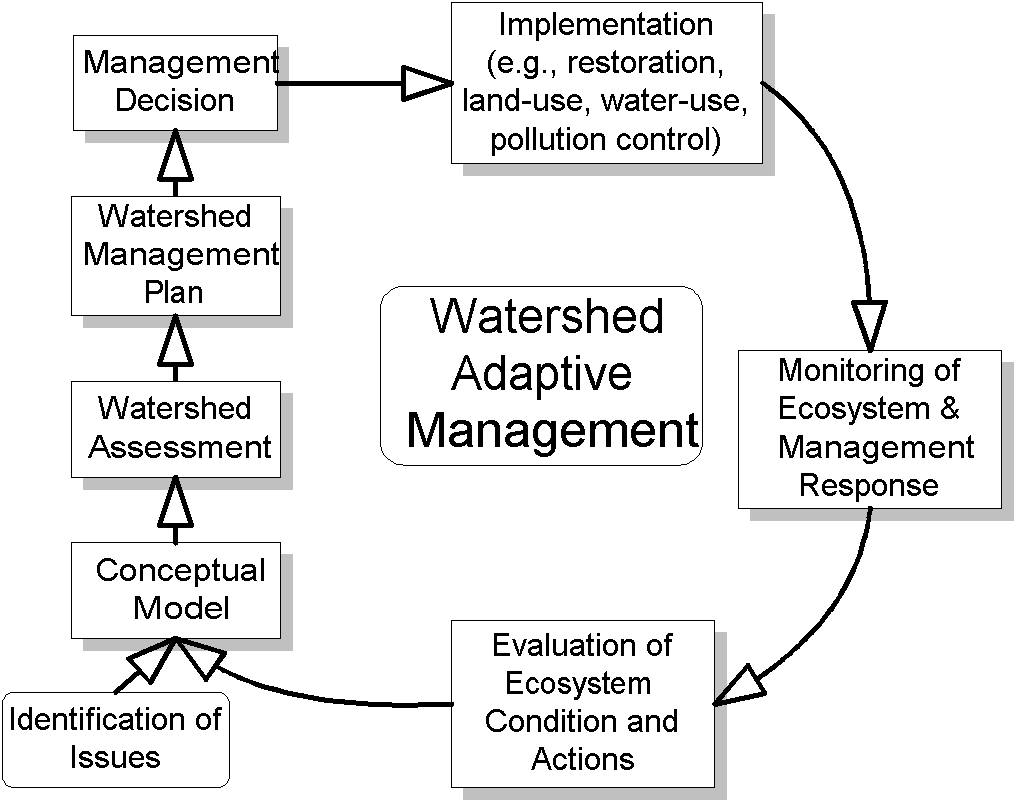 Management
Decision
Implementation
(e.g., restoration,
land-use, water-use,
pollution control)
Watershed
Management
Plan
Watershed
Adaptive
Management
Monitoring of
Ecosystem &
Management
Response
Watershed
Assessment
Conceptual
Model
Evaluation of
Ecosystem
Condition and
Actions
Identification of
Issues